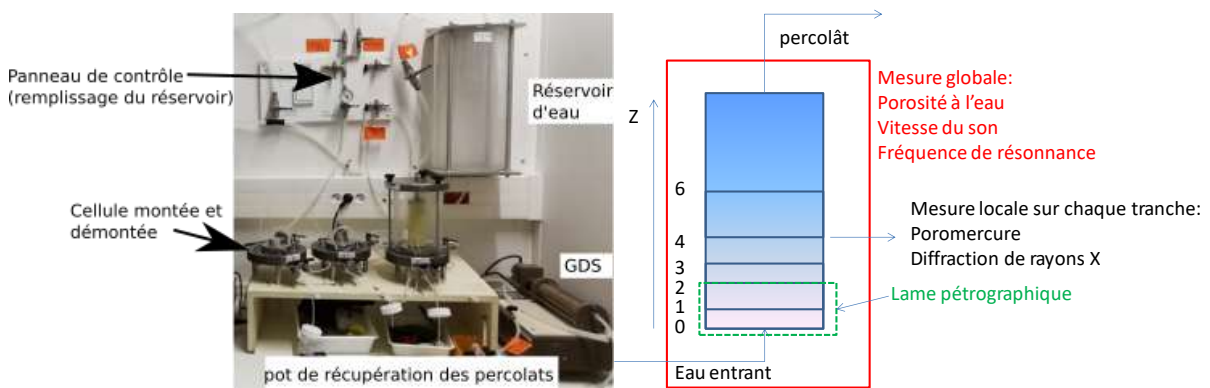 Panneau de contrôle
(remplissage du réservoir)
Cellule montée et
démontée
Réservoir
d'eau
GDS
pot de récupération des percolats
percolât
Mesure globale:
Porosité à l'eau
Vitesse du son
Fréquence de résonnance
Z
6
4
3
2
1
0
Mesure locale sur chaque tranche:
Poromercure
Diffraction de rayons X
Lame pétrographique
Eau entrant